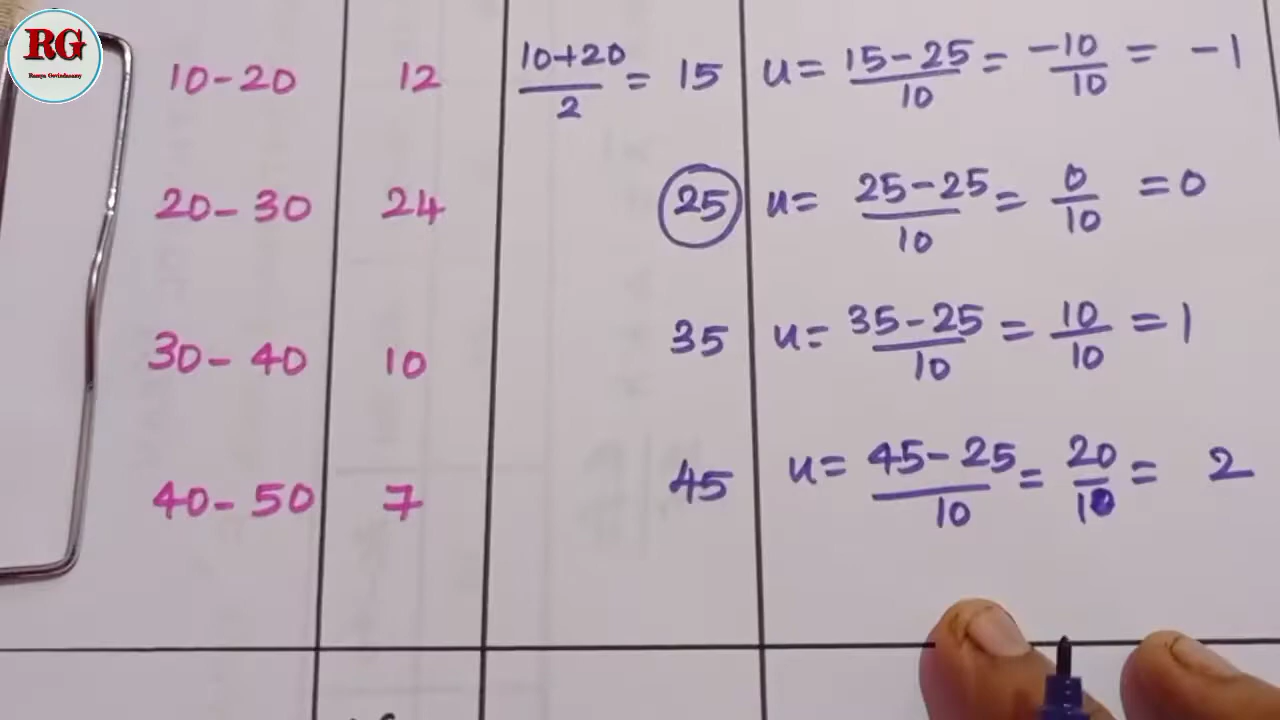 RG
Ramya Govindasamy
10-20 12 10+20/2 = 15 u= 15-25/10 = -10/10 = -1
20-30 24 25 u= 25-25/10 = 0/10 =0
30-40 10 35 u= 35-25/10 = 10/10 =1
40-50 7 45 u= 45-25/10 = 20/10 = 2